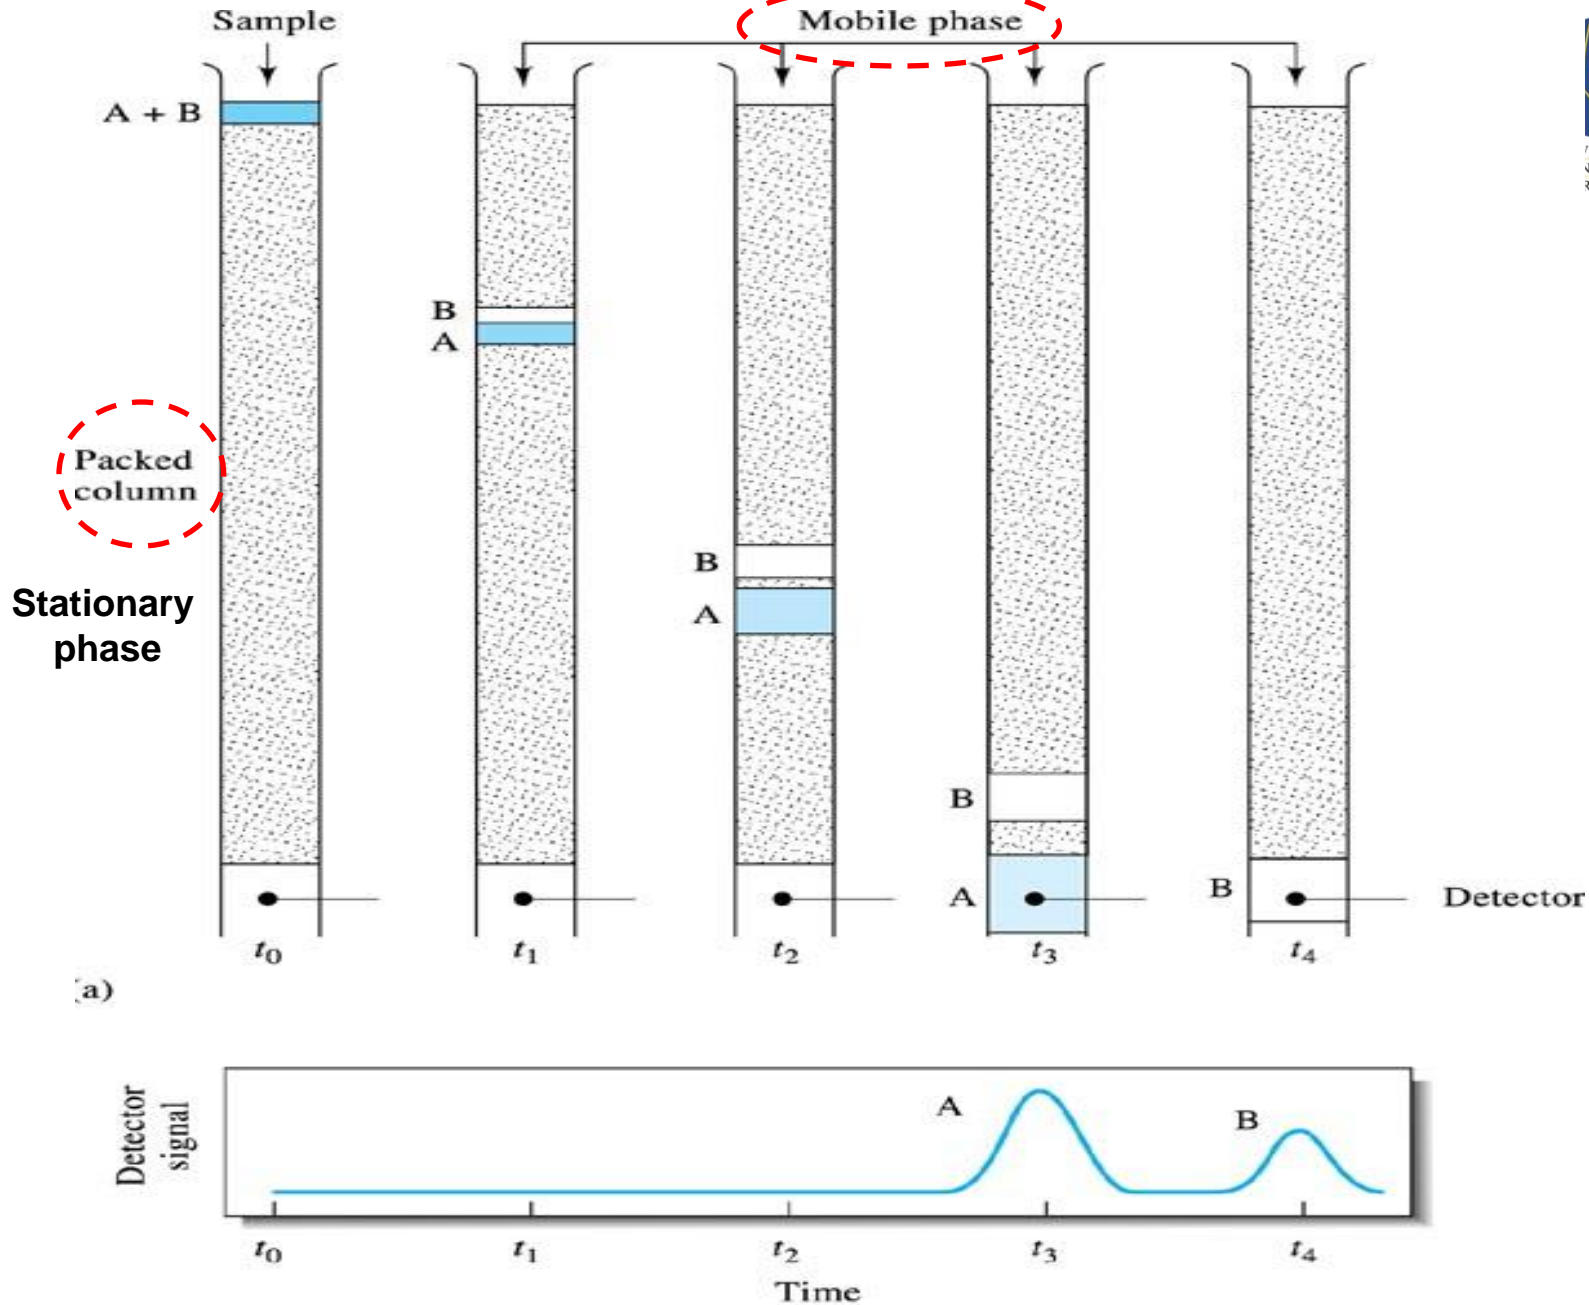 Sample
Mobile phase
A + B
B
A
Packed
column
B
A
Stationary
phase
B
A
B
Detector
t0
t1
t2
t3
t4
a)
Detector
signal
A
B
t0
t1
t2
t3
t4
Time